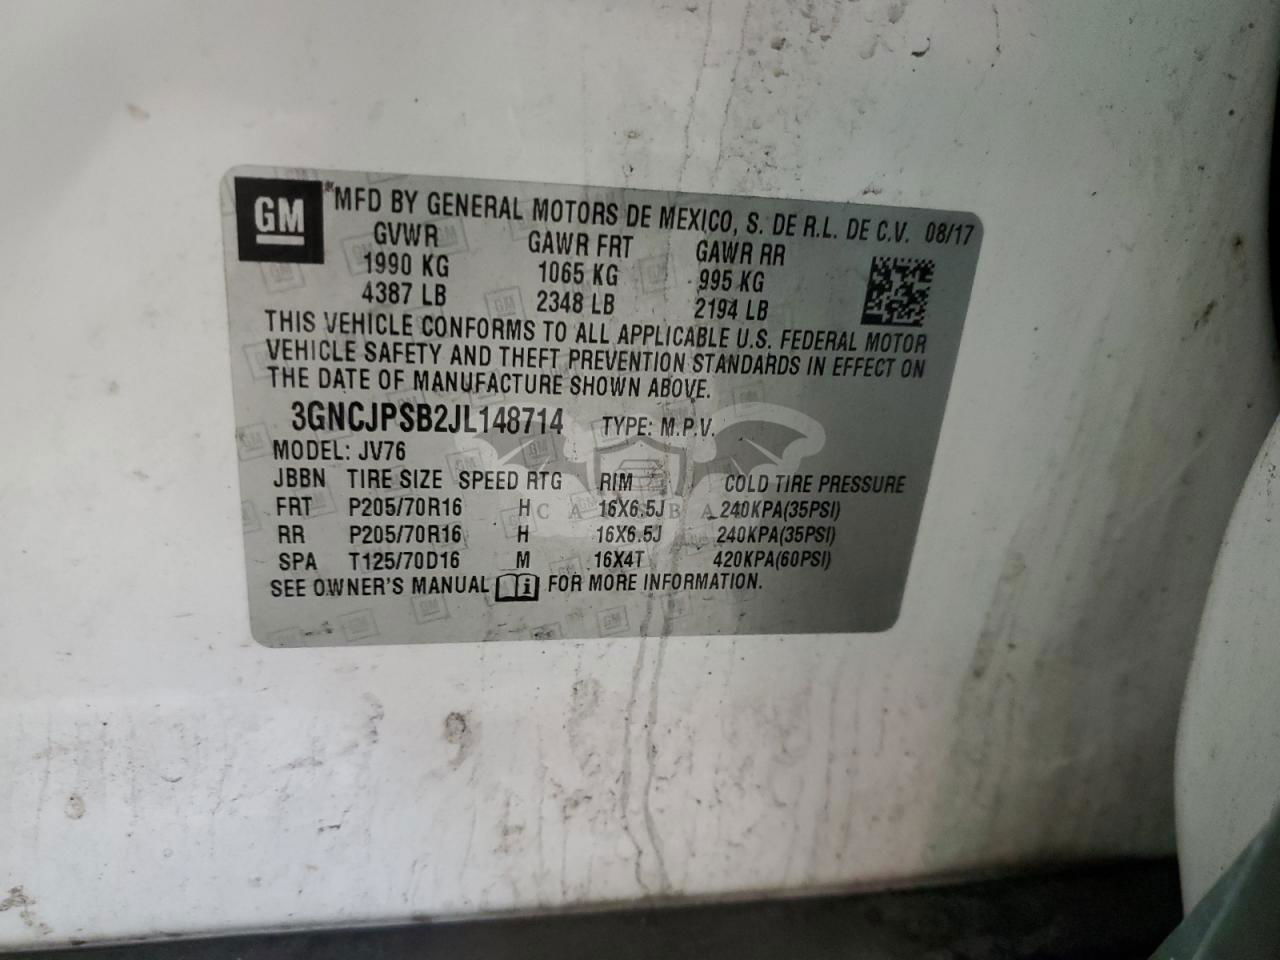 GM
MFD BY GENERAL MOTORS DE MEXICO, S. DE R.L. DE C.V. 08/17
GVWR GAWR FRT GAWR RR
1990 KG 1065 KG 995 KG
4387 LB 2348 LB 2194 LB
THIS VEHICLE CONFORMS TO ALL APPLICABLE U.S. FEDERAL MOTOR
VEHICLE SAFETY AND THEFT PREVENTION STANDARDS IN EFFECT ON
THE DATE OF MANUFACTURE SHOWN ABOVE.
3GNCJPSB2JL148714 TYPE: M.P.V.
MODEL: JV76
JBBN TIRE SIZE SPEED RTG RIM COLD TIRE PRESSURE
FRT P205/70R16 H 16X6.5J 240KPA(35PSI)
RR P205/70R16 H 16X6.5J 240KPA(35PSI)
SPA T125/70D16 M 16X4T 420KPA(60PSI)
SEE OWNER'S MANUAL FOR MORE INFORMATION.